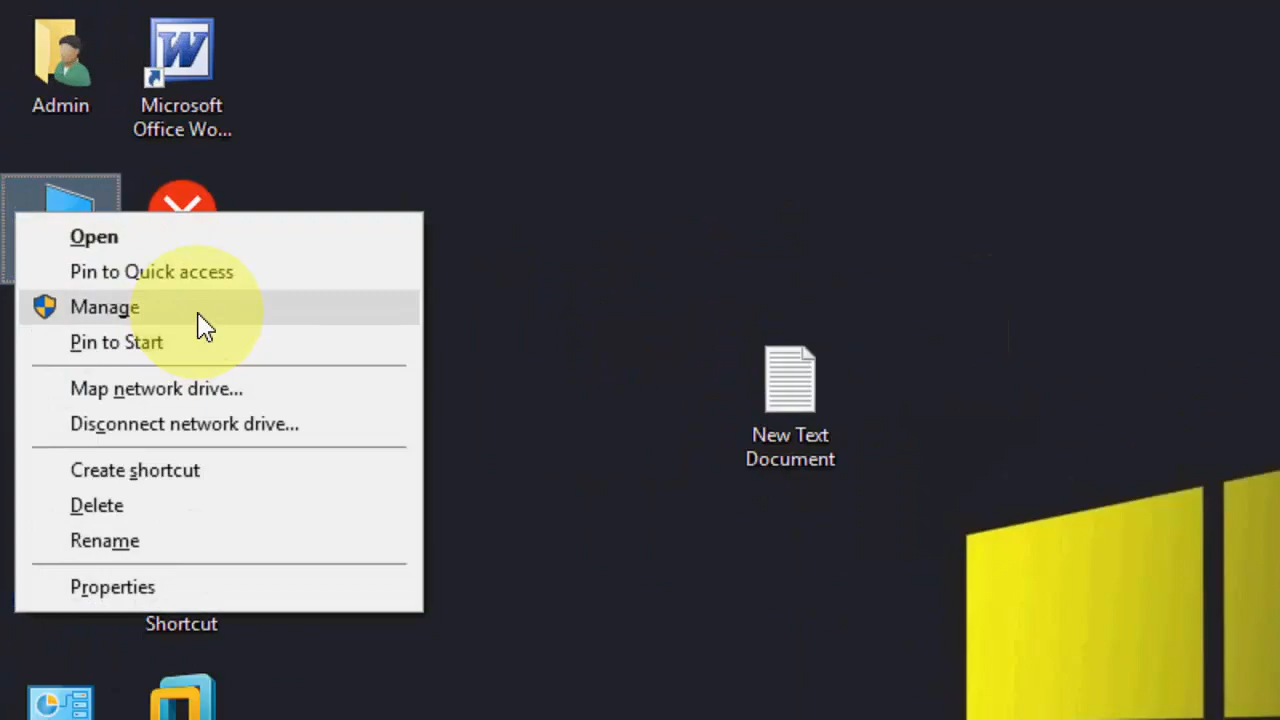 Admin
Microsoft
Office Wo...
Open
Pin to Quick access
Manage
Pin to Start
Map network drive...
Disconnect network drive...
Create shortcut
Delete
Rename
Properties
Shortcut
New Text
Document